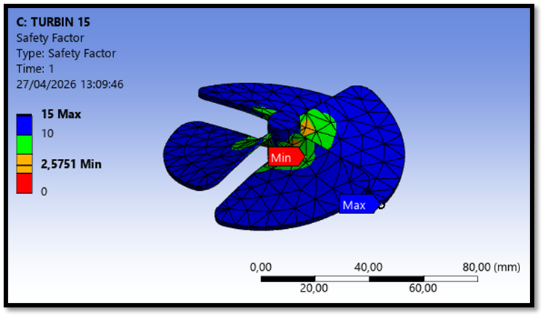 C: TURBIN 15
Safety Factor
Type: Safety Factor
Time: 1
27/04/2026 13:09:46
15 Max
10
2,5751 Min
0
Min
Max
0,00 40,00 80,00 (mm)
20,00 60,00